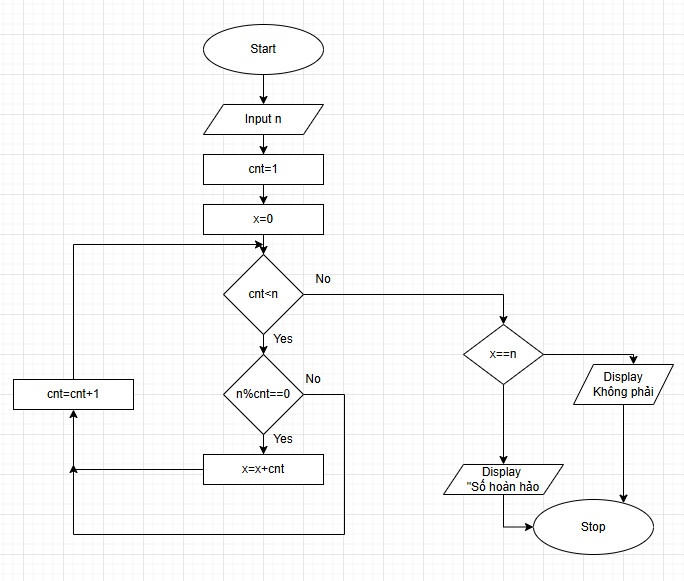 Start
Input n
cnt=1
x=0
cnt<n
No
Yes
n%cnt==0
No
Yes
x=x+cnt
cnt=cnt+1
x==n
Display
Không phải
Display
"Số hoàn hảo
Stop